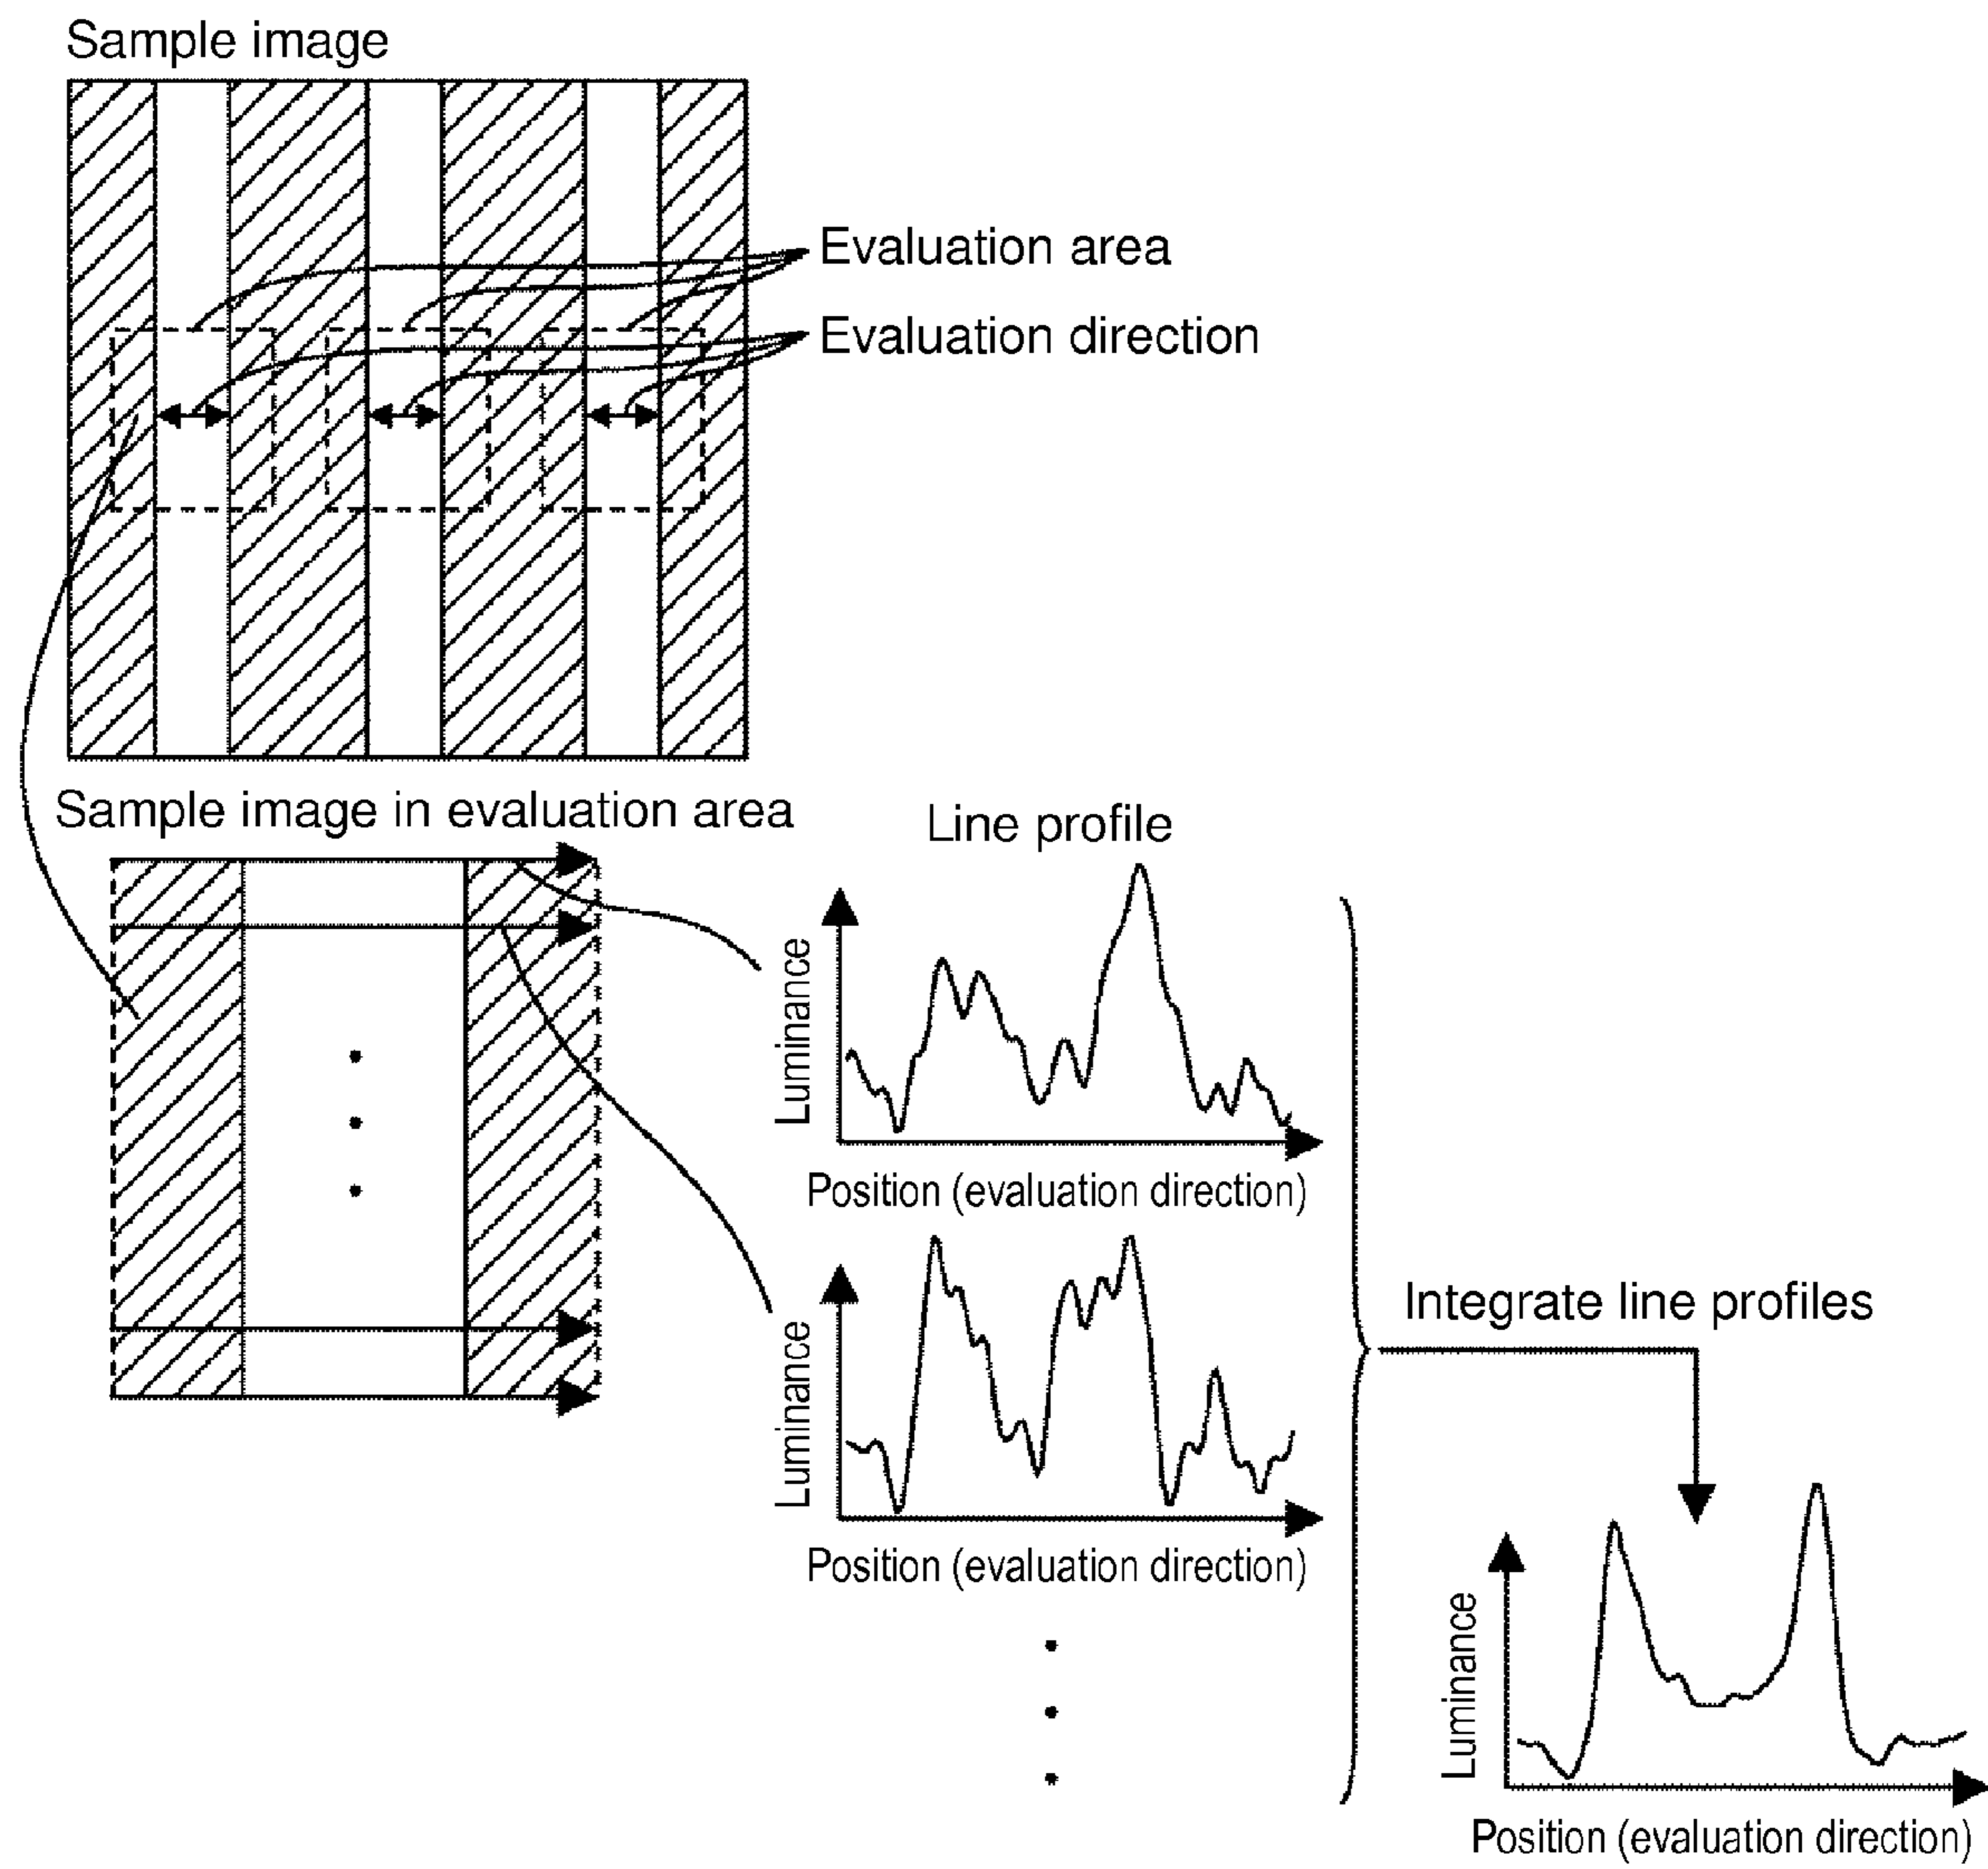 Sample image
Evaluation area
Evaluation direction
Sample image in evaluation area
Line profile
Luminance
Position (evaluation direction)
Luminance
Position (evaluation direction)
Integrate line profiles
Luminance
Position (evaluation direction)